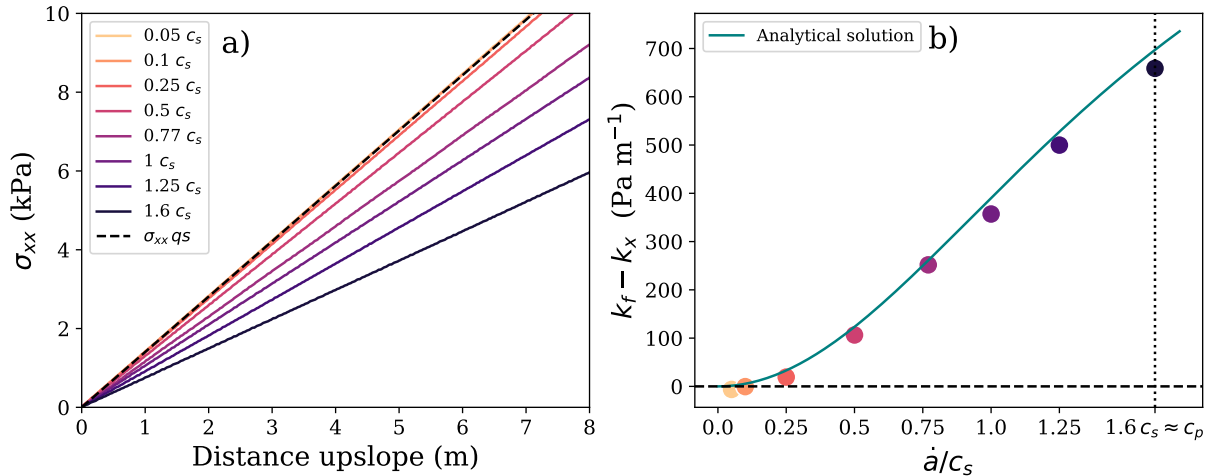 a)
σxx (kPa)
10
8
6
4
2
0
0.05 cs
0.1 cs
0.25 cs
0.5 cs
0.77 cs
1 cs
1.25 cs
1.6 cs
σxx qs
0 1 2 3 4 5 6 7 8
Distance upslope (m)
b)
Analytical solution
kf − kx (Pa m⁻¹)
700
600
500
400
300
200
100
0
0.0 0.25 0.5 0.75 1.0 1.25 1.6 cs ≈ cp
ȧ/cs